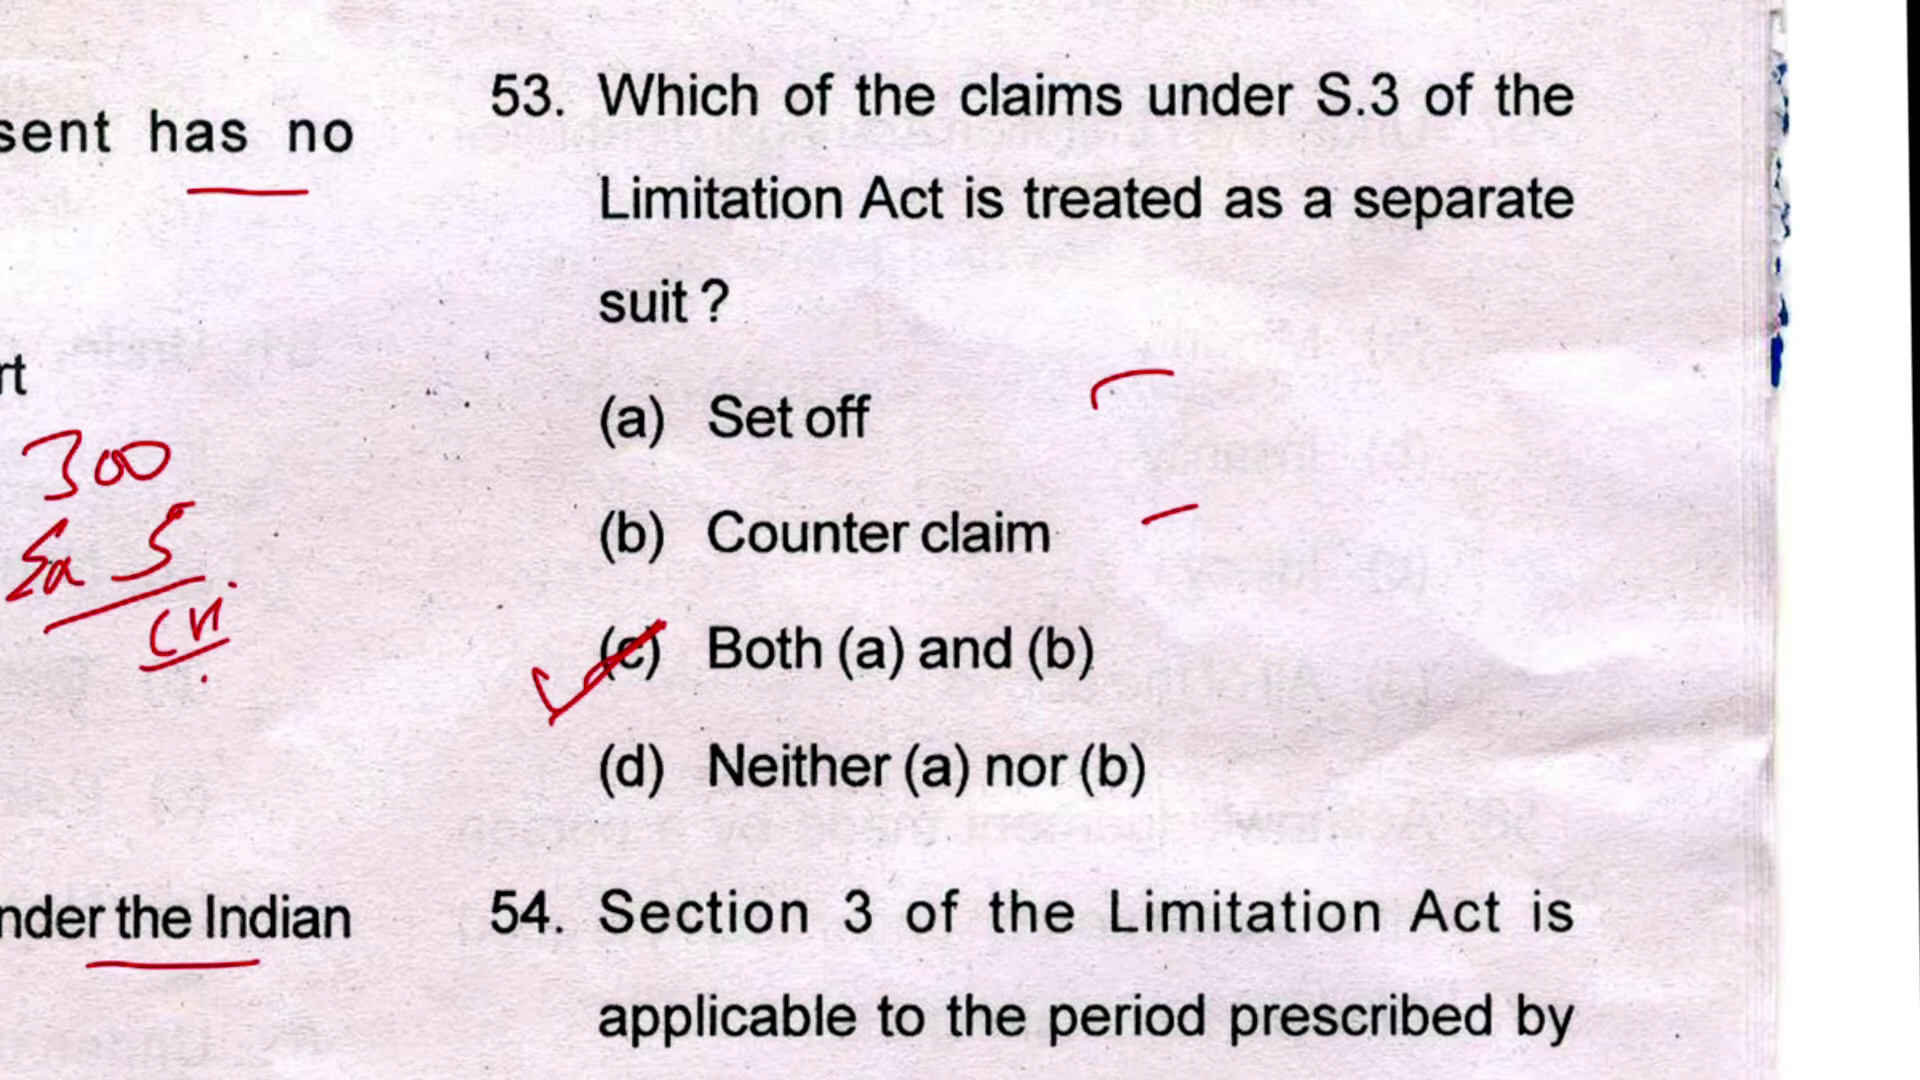 sent has no
rt
300
5
nder the Indian
53. Which of the claims under S.3 of the
Limitation Act is treated as a separate
suit ?
(a) Set off
(b) Counter claim
(c) Both (a) and (b)
(d) Neither (a) nor (b)
54. Section 3 of the Limitation Act is
applicable to the period prescribed by